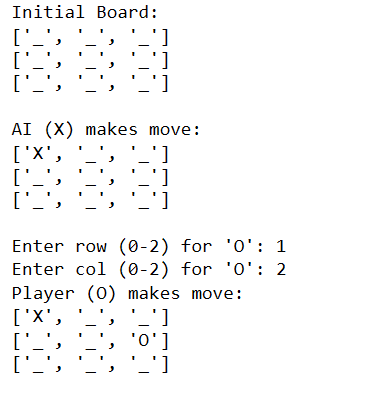 Initial Board:
['_', '_', '_']
['_', '_', '_']
['_', '_', '_']
AI (X) makes move:
['X', '_', '_']
['_', '_', '_']
['_', '_', '_']
Enter row (0-2) for 'O': 1
Enter col (0-2) for 'O': 2
Player (O) makes move:
['X', '_', '_']
['_', '_', 'O']
['_', '_', '_']